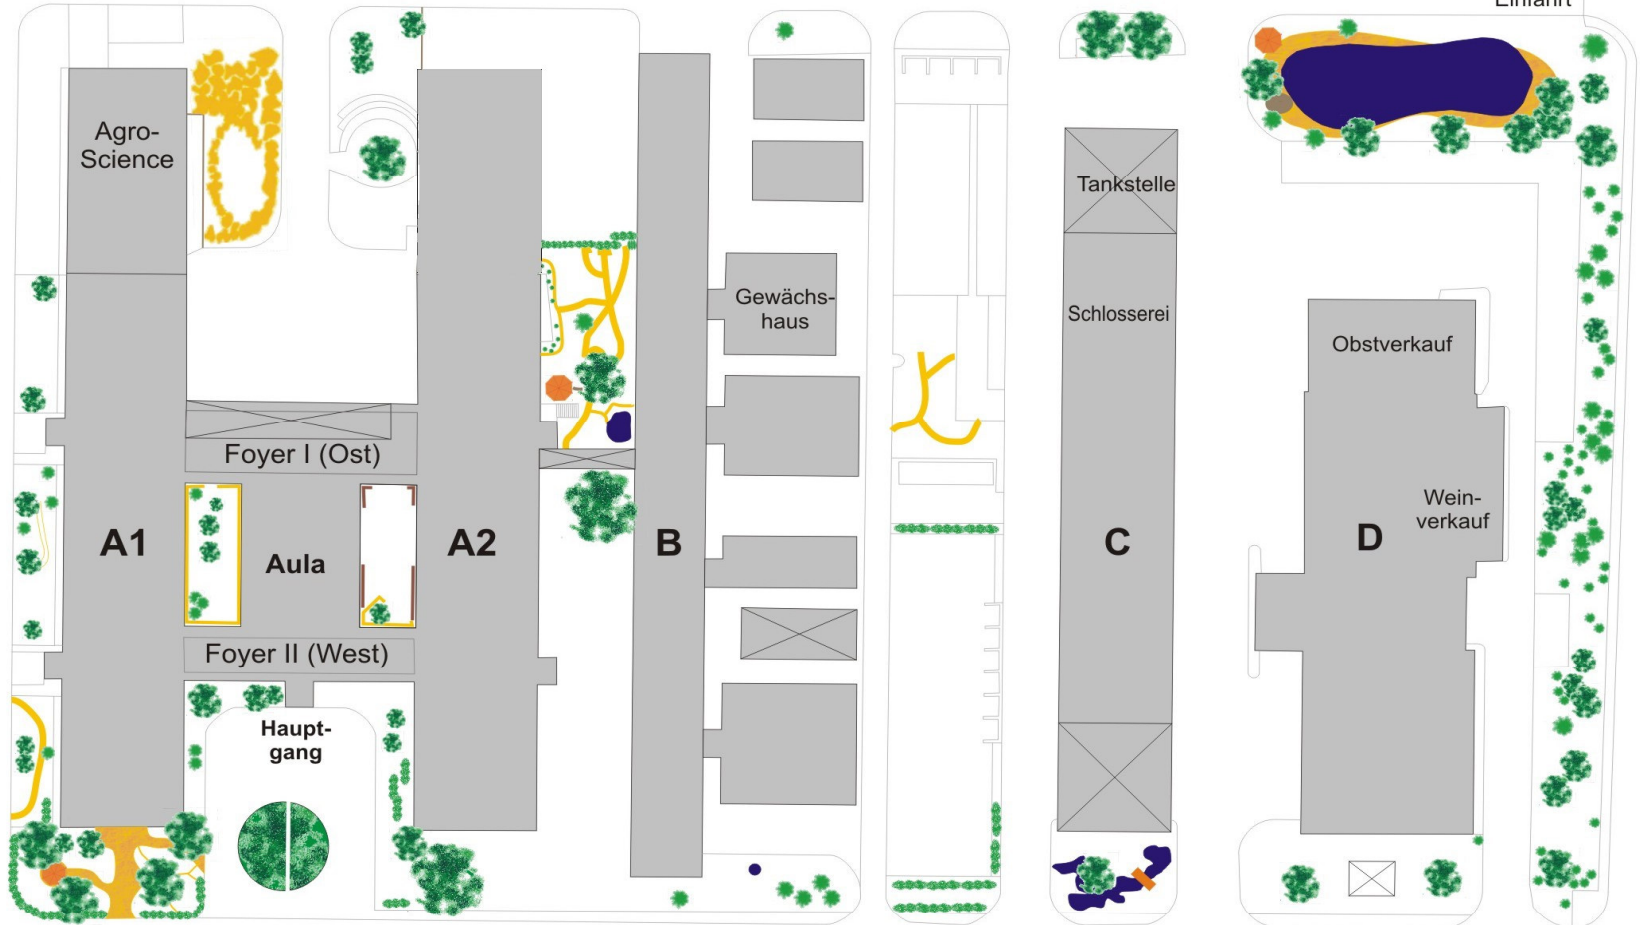 Einfahrt
Agro-
Science
Tankstelle
Gewächs-
haus
Schlosserei
Obstverkauf
Foyer I (Ost)
Wein-
verkauf
A1
Aula
A2
B
C
D
Foyer II (West)
Haupt-
gang